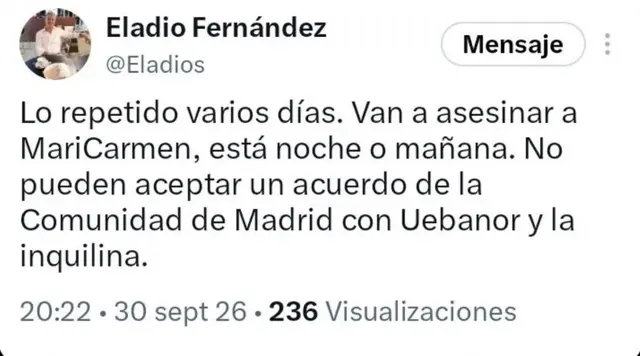 Eladio Fernández
@Eladios
Mensaje
Lo repetido varios días. Van a asesinar a
MariCarmen, está noche o mañana. No
pueden aceptar un acuerdo de la
Comunidad de Madrid con Uebanor y la
inquilina.
20:22 • 30 sept 26 • 236 Visualizaciones